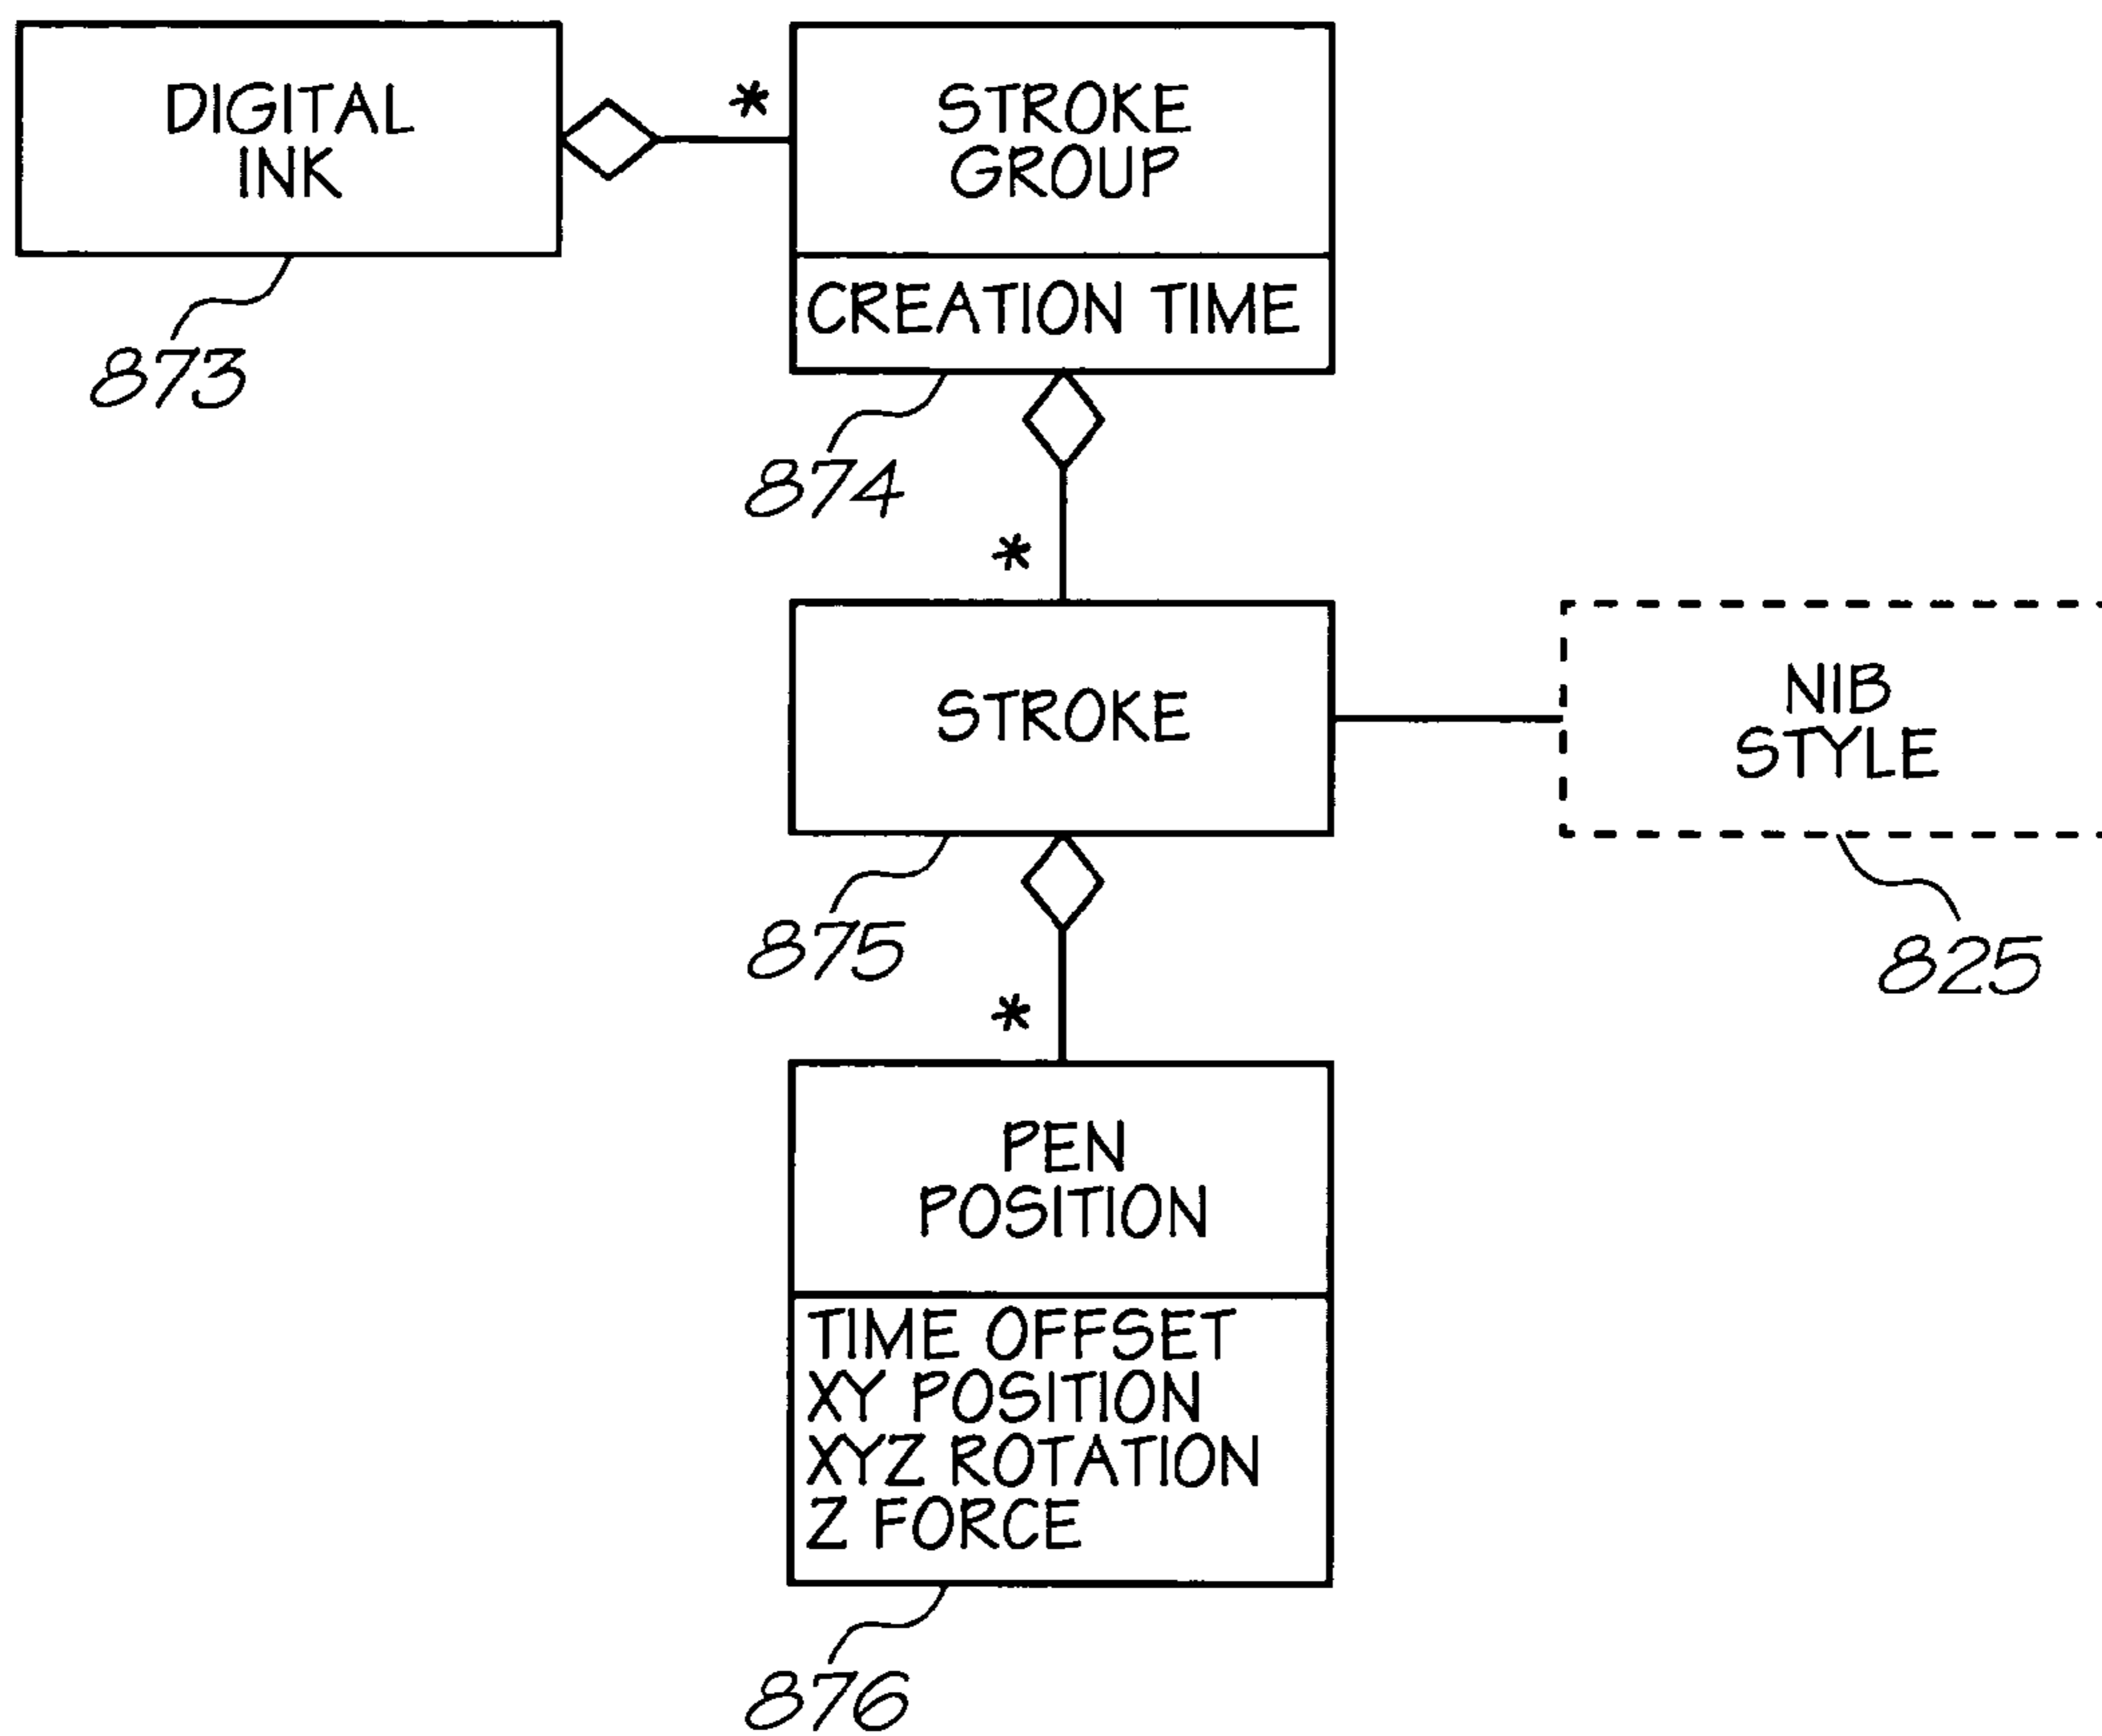 DIGITAL
INK
873
*
STROKE
GROUP
CREATION TIME
874
*
STROKE
875
NIB
STYLE
825
*
PEN
POSITION
TIME OFFSET
XY POSITION
XYZ ROTATION
Z FORCE
876